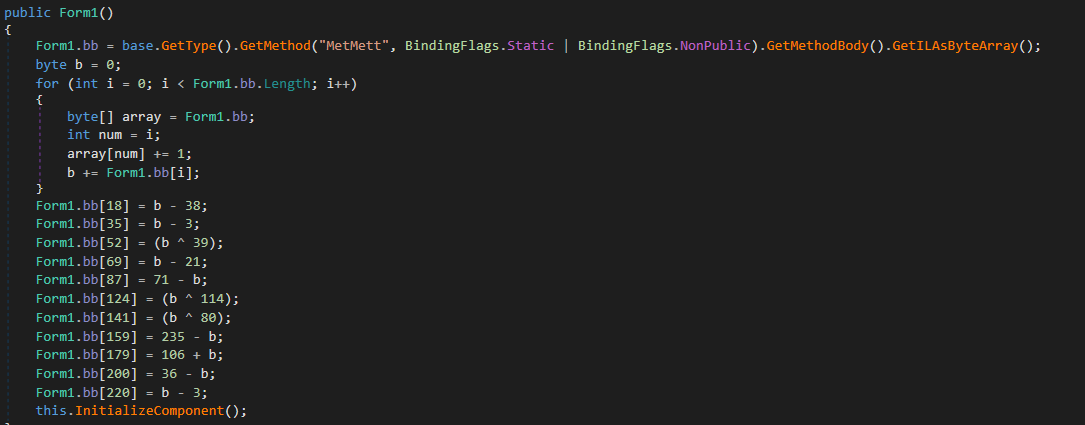 public Form1()
{
Form1.bb = base.GetType().GetMethod("MetMett", BindingFlags.Static | BindingFlags.NonPublic).GetMethodBody().GetILAsByteArray();
byte b = 0;
for (int i = 0; i < Form1.bb.Length; i++)
{
byte[] array = Form1.bb;
int num = i;
array[num] += 1;
b += Form1.bb[i];
}
Form1.bb[18] = b - 38;
Form1.bb[35] = b - 3;
Form1.bb[52] = (b ^ 39);
Form1.bb[69] = b - 21;
Form1.bb[87] = 71 - b;
Form1.bb[124] = (b ^ 114);
Form1.bb[141] = (b ^ 80);
Form1.bb[159] = 235 - b;
Form1.bb[179] = 106 + b;
Form1.bb[200] = 36 - b;
Form1.bb[220] = b - 3;
this.InitializeComponent();